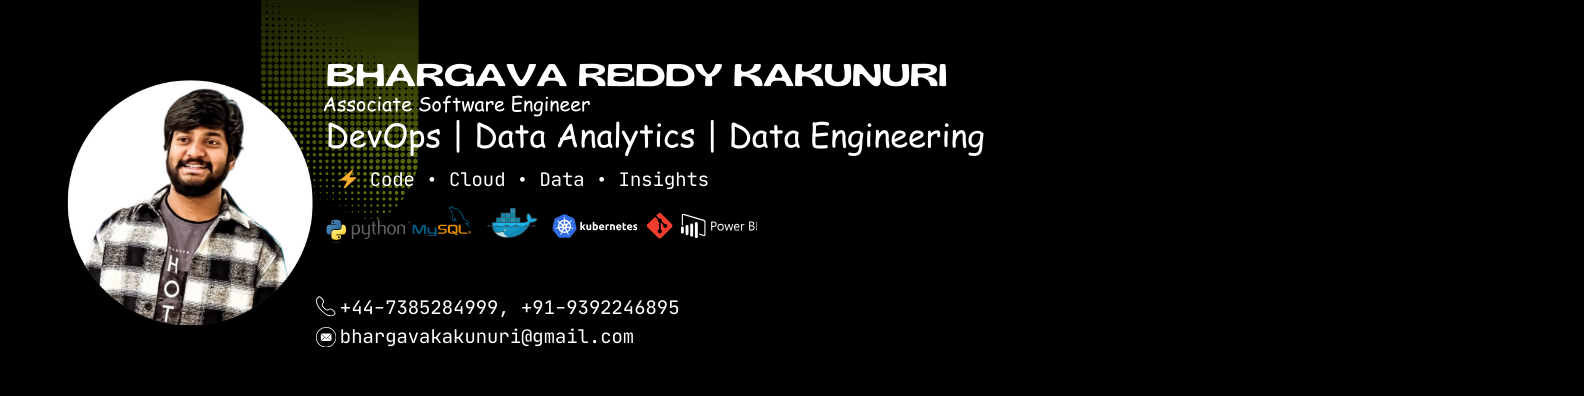 BHARGAVA REDDY KAKUNURI
Associate Software Engineer
DevOps | Data Analytics | Data Engineering
⚡ Code • Cloud • Data • Insights
python MySQL kubernetes Power BI
HOT
+44-7385284999, +91-9392246895
bhargavakakunuri@gmail.com